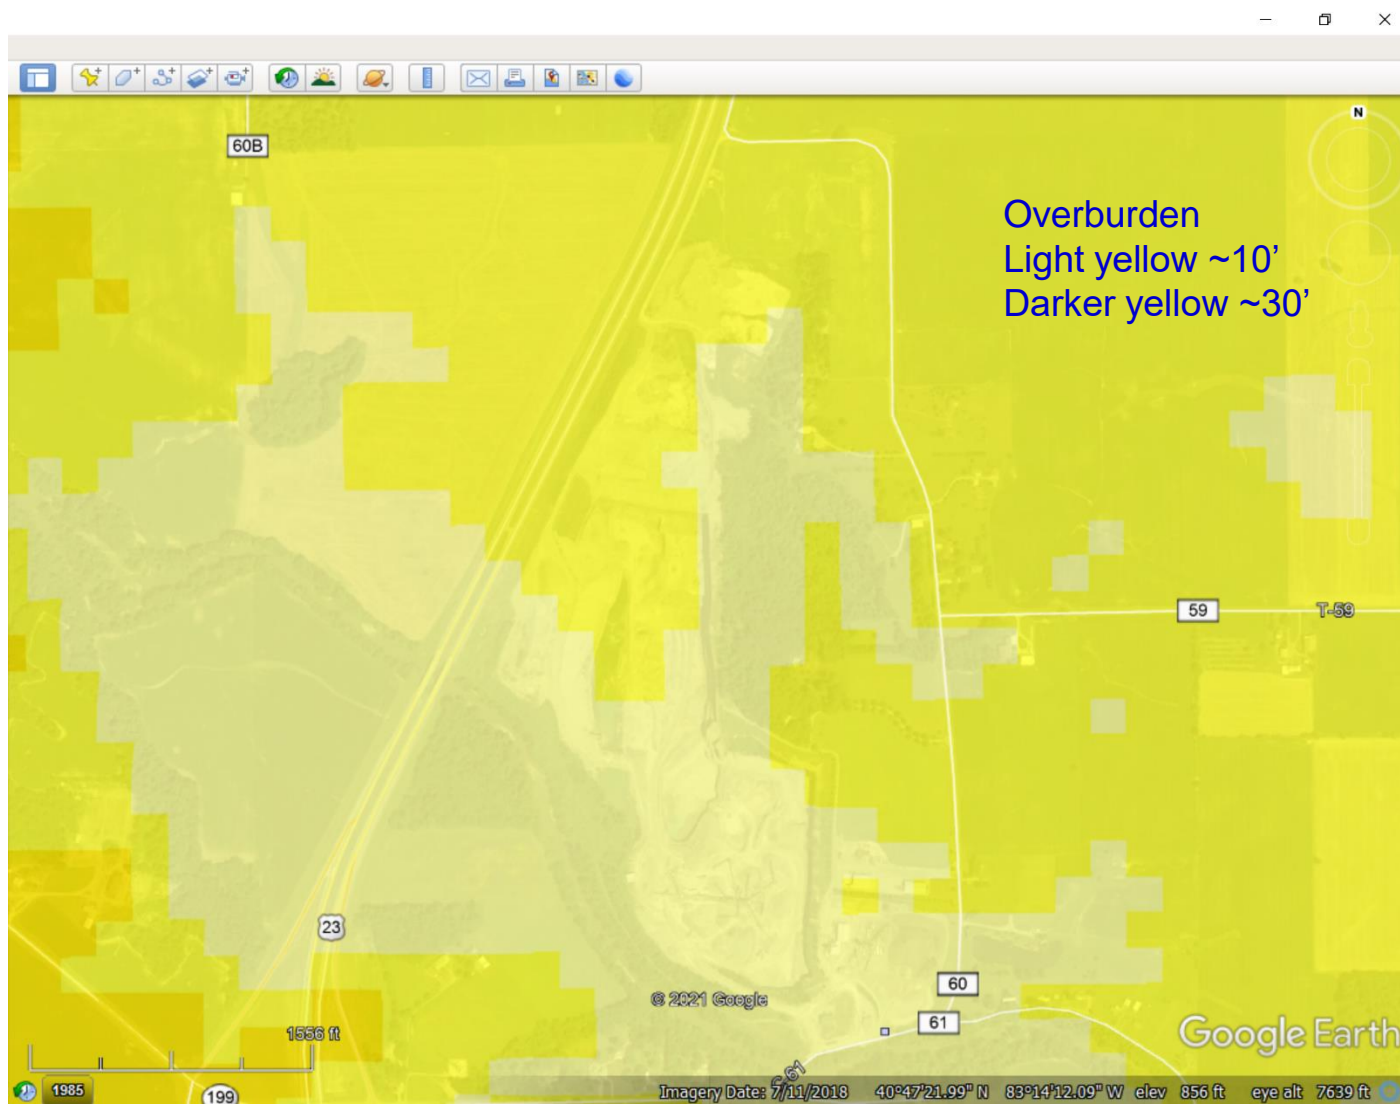 60B
N
Overburden
Light yellow ~10’
Darker yellow ~30’
59
T-59
23
60
© 2021 Google
61
1556 ft
Google Earth
1985
199
Imagery Date: 7/11/2018 40°47'21.99" N 83°14'12.09" W elev 856 ft eye alt 7639 ft